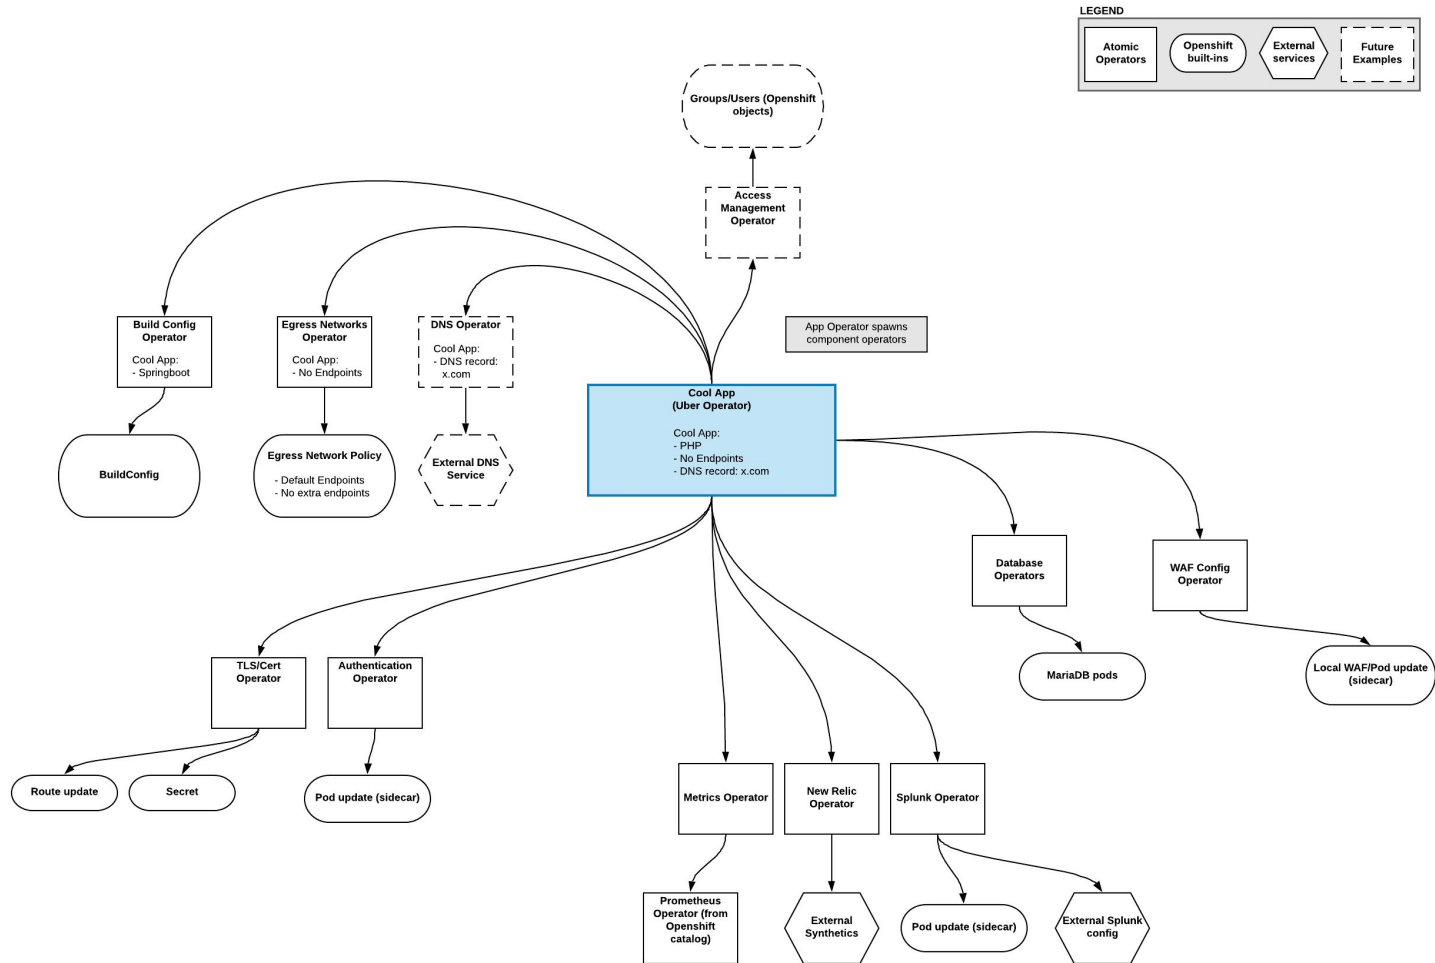 LEGEND
Atomic
Operators
Openshift
built-ins
External
services
Future
Examples
Groups/Users (Openshift
objects)
Access
Management
Operator
Build Config
Operator
Cool App:
- Springboot
Egress Networks
Operator
Cool App:
- No Endpoints
DNS Operator
Cool App:
- DNS record:
x.com
App Operator spawns
component operators
Cool App
(Uber Operator)
Cool App:
- PHP
- No Endpoints
- DNS record: x.com
BuildConfig
Egress Network Policy
- Default Endpoints
- No extra endpoints
External DNS
Service
Database
Operators
WAF Config
Operator
MariaDB pods
Local WAF/Pod update
(sidecar)
TLS/Cert
Operator
Authentication
Operator
Route update
Secret
Pod update (sidecar)
Metrics Operator
New Relic
Operator
Splunk Operator
Prometheus
Operator (from
Openshift
catalog)
External
Synthetics
Pod update (sidecar)
External Splunk
config